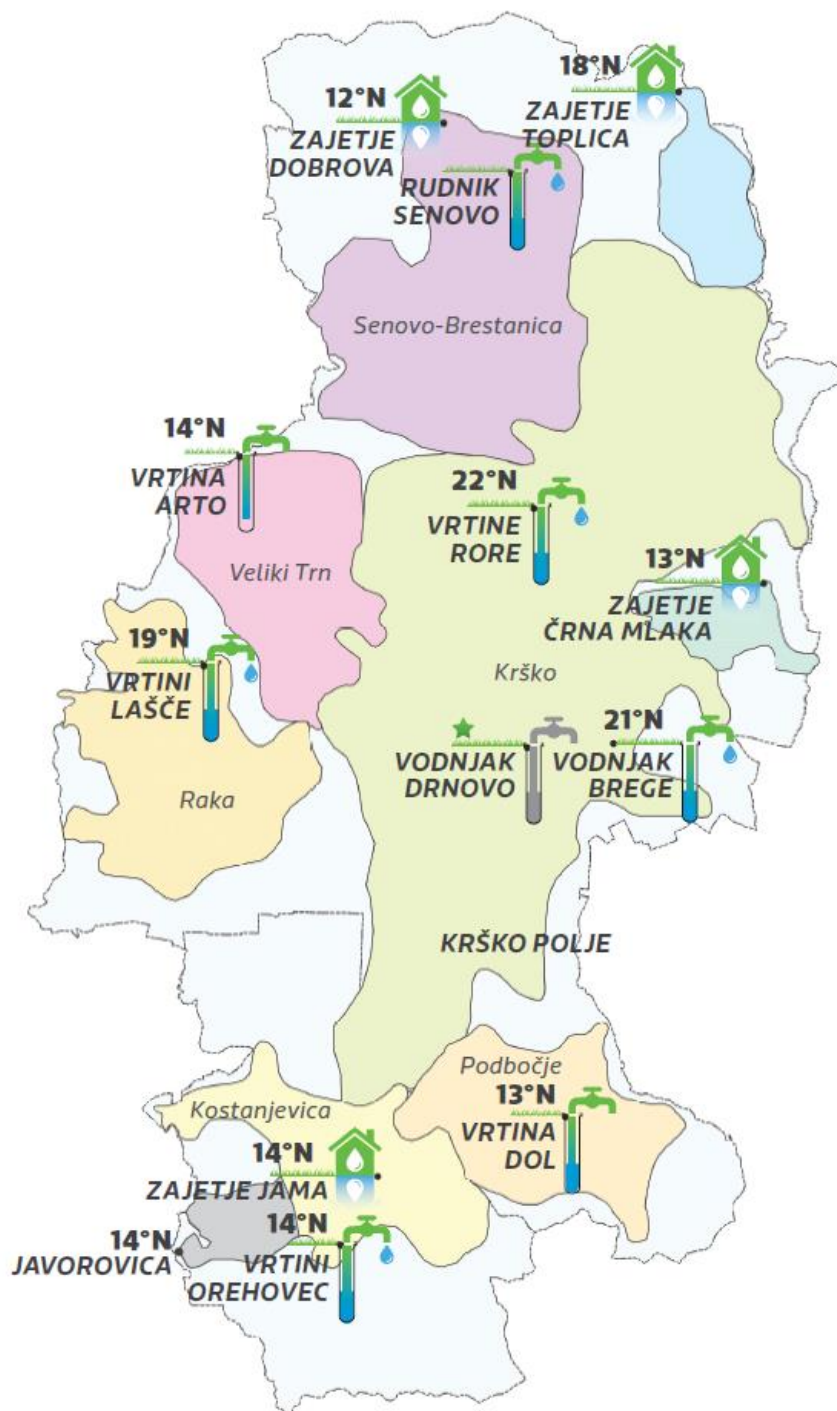 18°N
ZAJETJE
TOPLICA
12°N
ZAJETJE
DOBROVA
RUDNIK
SENOVO
Senovo-Brestanica
14°N
VRTINA
ARTO
22°N
VRTINE
RORE
Veliki Trn
13°N
ZAJETJE
ČRNA MLAKA
19°N
VRTINI
LAŠČE
Krško
VODNJAK
DRNOVO
21°N
VODNJAK
BREGE
Raka
KRŠKO POLJE
Podbočje
13°N
VRTINA
DOL
Kostanjevica
14°N
ZAJETJE JAMA
14°N
JAVOROVICA
14°N
VRTINI
OREHOVEC